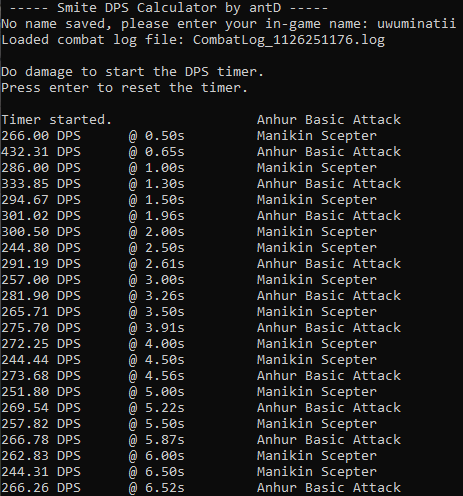 ----- Smite DPS Calculator by antD -----
No name saved, please enter your in-game name: uwuminatii
Loaded combat log file: CombatLog_1126251176.log

Do damage to start the DPS timer.
Press enter to reset the timer.

Timer started. Anhur Basic Attack
266.00 DPS @ 0.50s Manikin Scepter
432.31 DPS @ 0.65s Anhur Basic Attack
286.00 DPS @ 1.00s Manikin Scepter
333.85 DPS @ 1.30s Anhur Basic Attack
294.67 DPS @ 1.50s Manikin Scepter
301.02 DPS @ 1.96s Anhur Basic Attack
300.50 DPS @ 2.00s Manikin Scepter
244.80 DPS @ 2.50s Manikin Scepter
291.19 DPS @ 2.61s Anhur Basic Attack
257.00 DPS @ 3.00s Manikin Scepter
281.90 DPS @ 3.26s Anhur Basic Attack
265.71 DPS @ 3.50s Manikin Scepter
275.70 DPS @ 3.91s Anhur Basic Attack
272.25 DPS @ 4.00s Manikin Scepter
244.44 DPS @ 4.50s Manikin Scepter
273.68 DPS @ 4.56s Anhur Basic Attack
251.80 DPS @ 5.00s Manikin Scepter
269.54 DPS @ 5.22s Anhur Basic Attack
257.82 DPS @ 5.50s Manikin Scepter
266.78 DPS @ 5.87s Anhur Basic Attack
262.83 DPS @ 6.00s Manikin Scepter
244.31 DPS @ 6.50s Manikin Scepter
266.26 DPS @ 6.52s Anhur Basic Attack